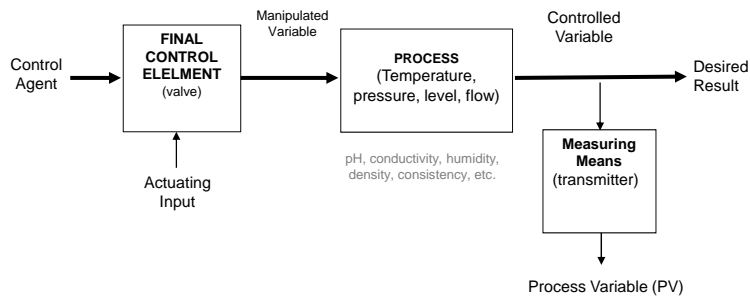 Control
Agent
FINAL
CONTROL
ELELMENT
(valve)
Actuating
Input
Manipulated
Variable
PROCESS
(Temperature,
pressure, level, flow)
pH, conductivity, humidity,
density, consistency, etc.
Controlled
Variable
Desired
Result
Measuring
Means
(transmitter)
Process Variable (PV)